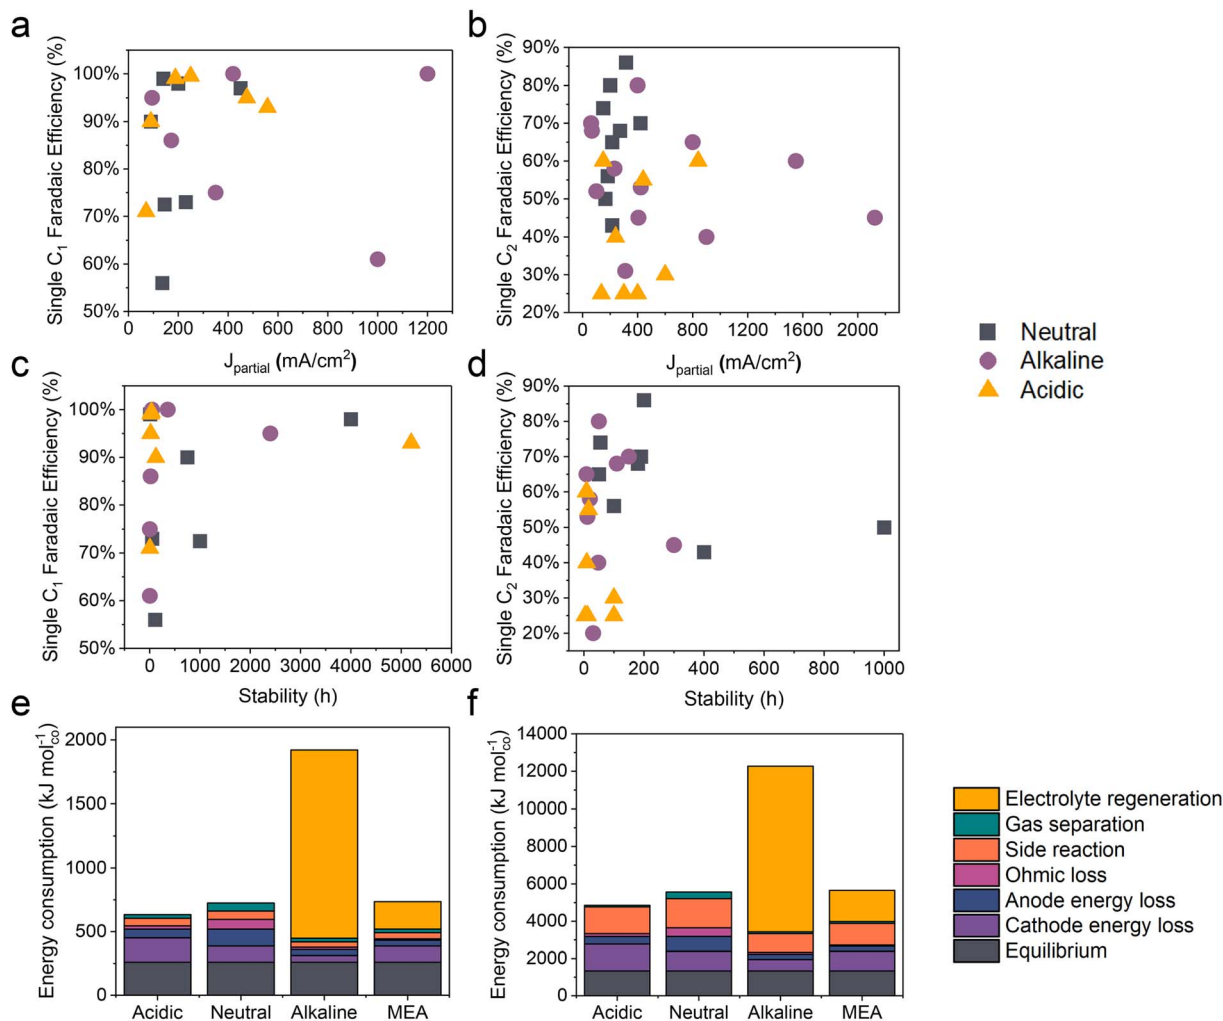 a
Single C₁ Faradaic Efficiency (%)
100%
90%
80%
70%
60%
50%
0 200 400 600 800 1000 1200
J_partial (mA/cm²)
b
Single C₂ Faradaic Efficiency (%)
90%
80%
70%
60%
50%
40%
30%
20%
0 400 800 1200 1600 2000
J_partial (mA/cm²)
Neutral
Alkaline
Acidic
c
Single C₁ Faradaic Efficiency (%)
100%
90%
80%
70%
60%
50%
0 1000 2000 3000 4000 5000 6000
Stability (h)
d
Single C₂ Faradaic Efficiency (%)
90%
80%
70%
60%
50%
40%
30%
20%
0 200 400 600 800 1000
Stability (h)
e
Energy consumption (kJ mol⁻¹_co)
2000
1500
1000
500
0
Acidic Neutral Alkaline MEA
f
Energy consumption (kJ mol⁻¹_co)
14000
12000
10000
8000
6000
4000
2000
0
Acidic Neutral Alkaline MEA
Electrolyte regeneration
Gas separation
Side reaction
Ohmic loss
Anode energy loss
Cathode energy loss
Equilibrium